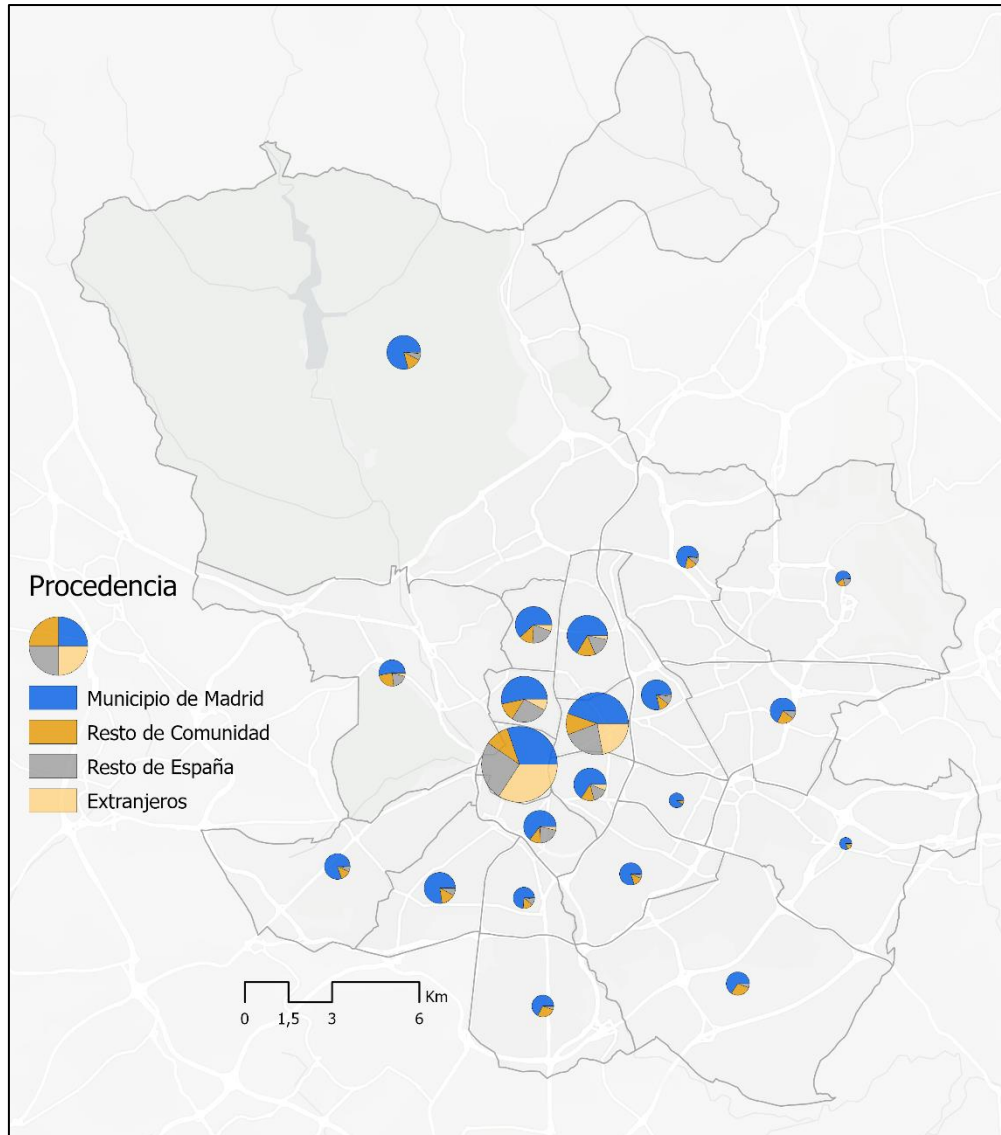 Procedencia
Municipio de Madrid
Resto de Comunidad
Resto de España
Extranjeros
Km
0 1,5 3 6